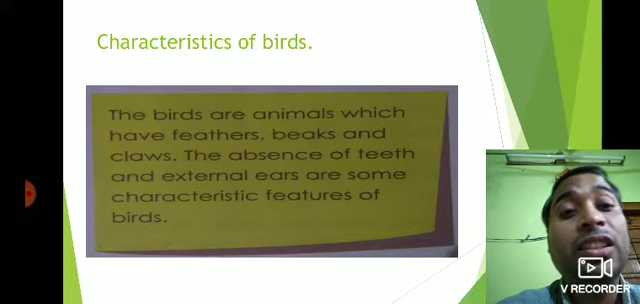 Characteristics of birds.
The birds are animals which
have feathers, beaks and
claws. The absence of teeth
and external ears are some
characteristic features of
birds.
V RECORDER